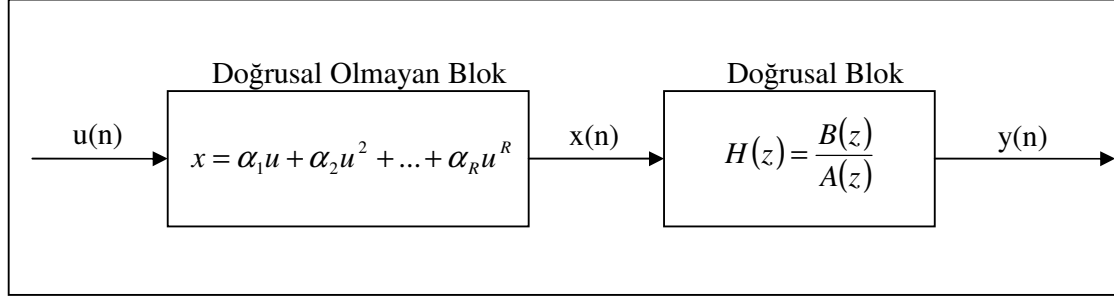 Doğrusal Olmayan Blok
Doğrusal Blok
u(n)
x = α₁u + α₂u² + ... + α_R u^R
x(n)
H(z) = B(z)/A(z)
y(n)